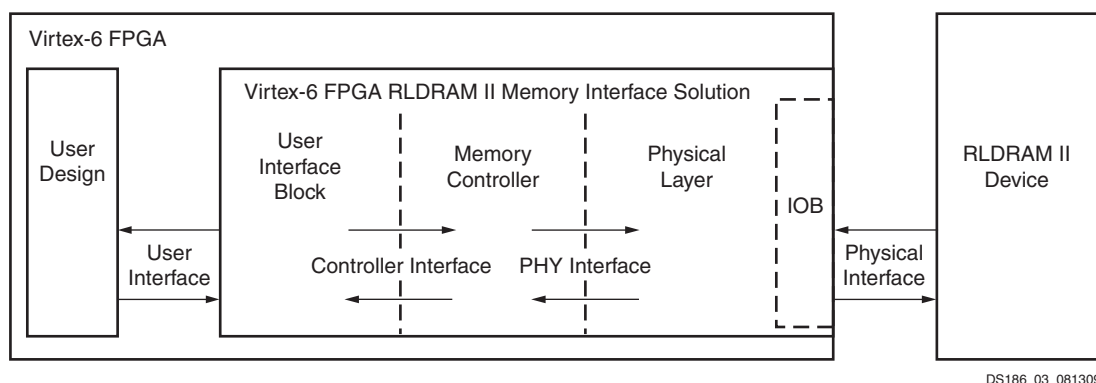 Virtex-6 FPGA
Virtex-6 FPGA RLDRAM II Memory Interface Solution
User
Design
User
Interface
Block
Memory
Controller
Physical
Layer
IOB
RLDRAM II
Device
User
Interface
Controller Interface
PHY Interface
Physical
Interface
DS186_03_081309